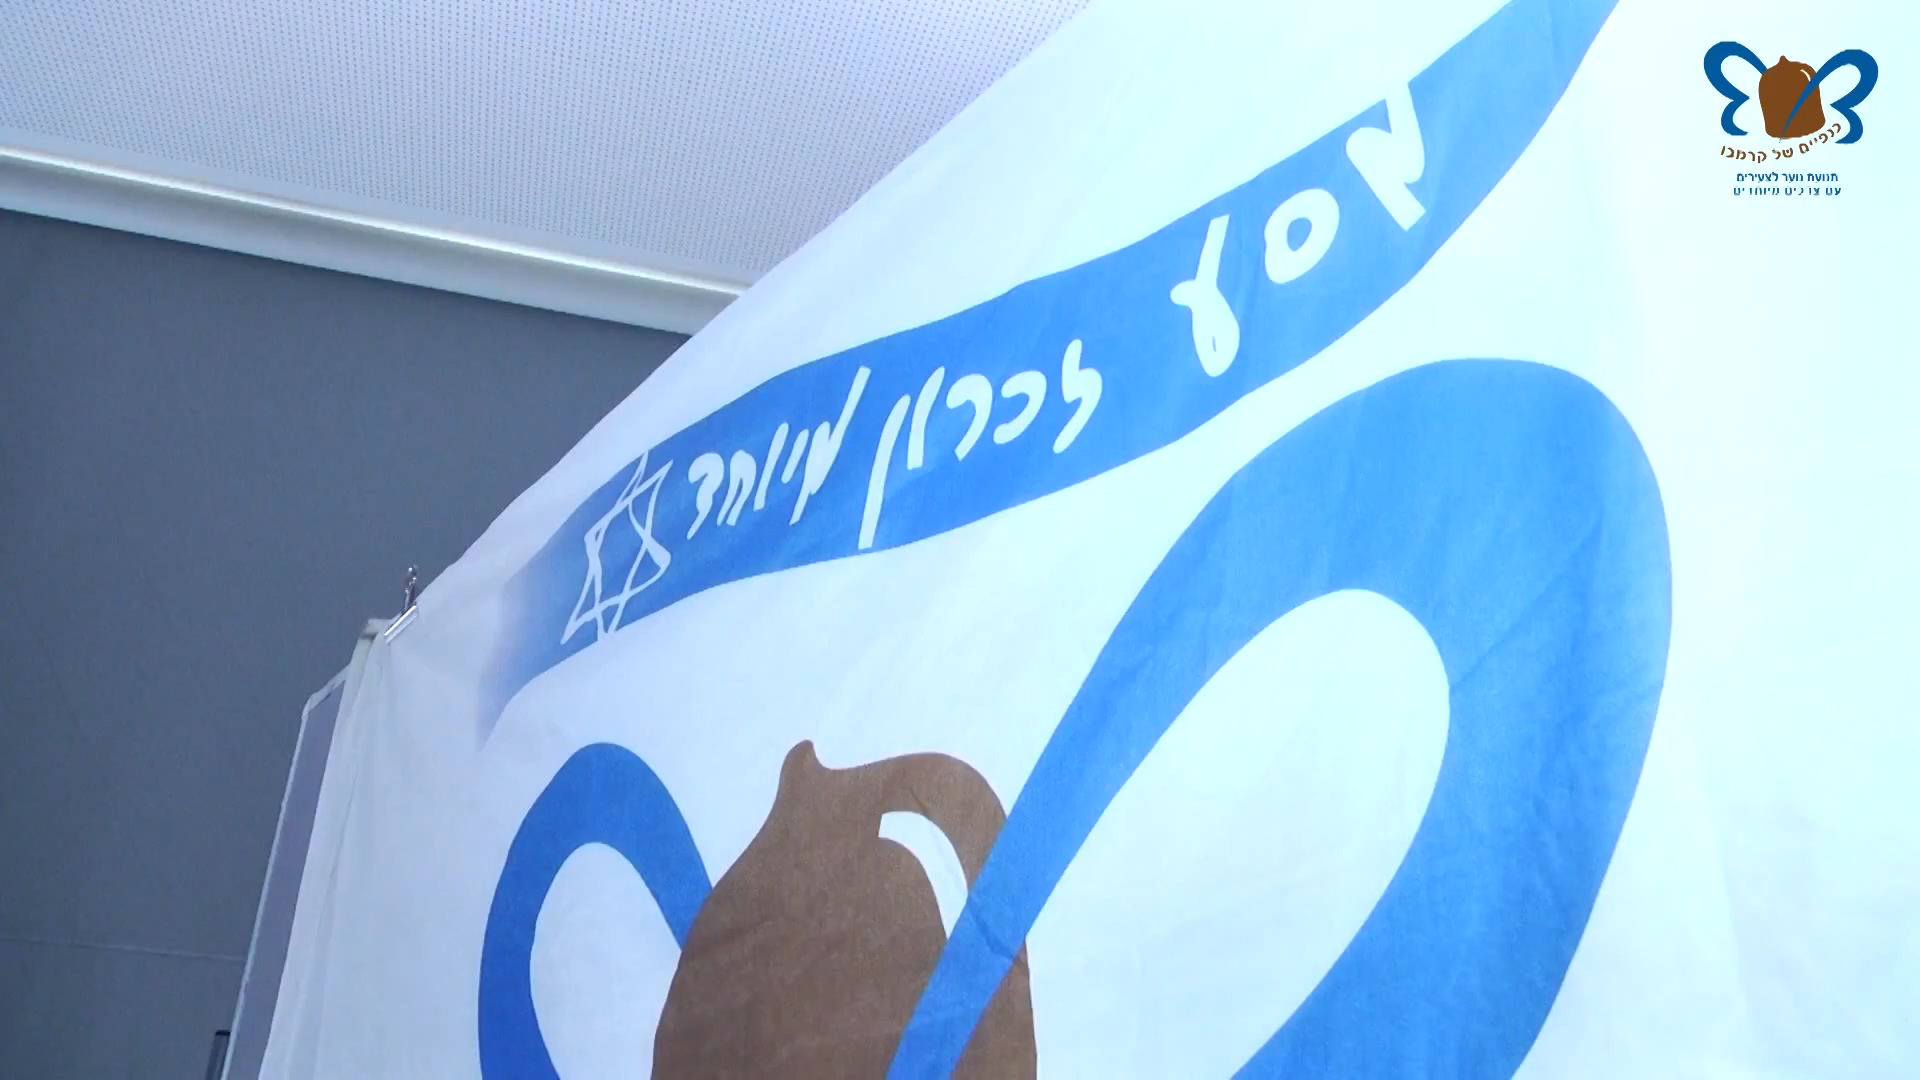 מסע לזכרון מיוחד
כנפיים של קרמבו
תנועת נוער לצעירים
עם צרכים מיוחדים